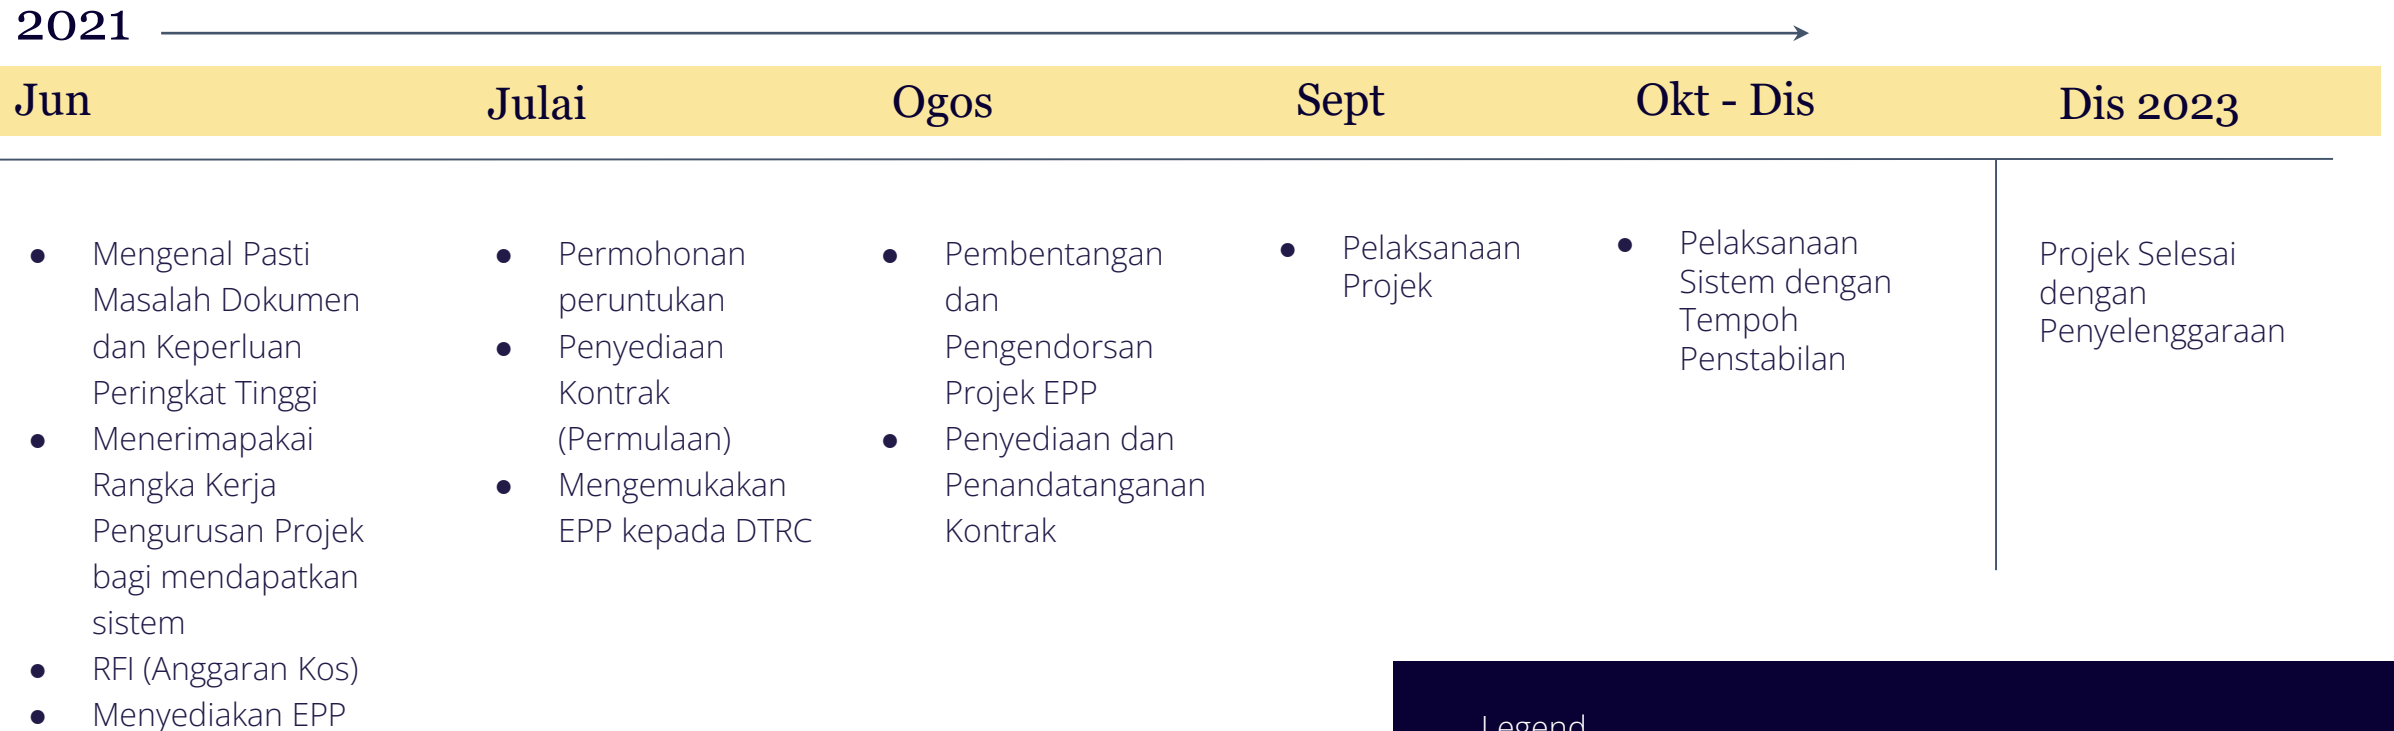 2021
Jun
Julai
Ogos
Sept
Okt - Dis
Dis 2023
● Mengenal Pasti
Masalah Dokumen
dan Keperluan
Peringkat Tinggi
● Menerimapakai
Rangka Kerja
Pengurusan Projek
bagi mendapatkan
sistem
● RFI (Anggaran Kos)
● Menyediakan EPP
● Permohonan
peruntukan
● Penyediaan
Kontrak
(Permulaan)
● Mengemukakan
EPP kepada DTRC
● Pembentangan
dan
Pengendorsan
Projek EPP
● Penyediaan dan
Penandatanganan
Kontrak
● Pelaksanaan
Projek
● Pelaksanaan
Sistem dengan
Tempoh
Penstabilan
Projek Selesai
dengan
Penyelenggaraan
Legend